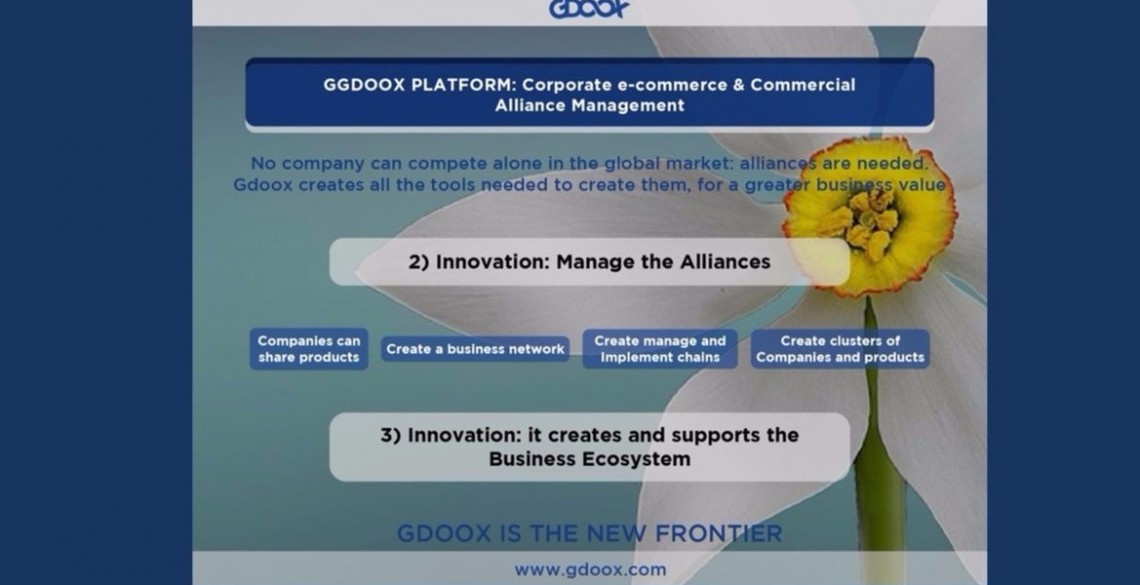 GDOOX
GGDOOX PLATFORM: Corporate e-commerce & Commercial
Alliance Management
No company can compete alone in the global market: alliances are needed.
Gdoox creates all the tools needed to create them, for a greater business value
2) Innovation: Manage the Alliances
Companies can
share products
Create a business network
Create manage and
Implement chains
Create clusters of
Companies and products
3) Innovation: it creates and supports the
Business Ecosystem
GDOOX IS THE NEW FRONTIER
www.gdoox.com